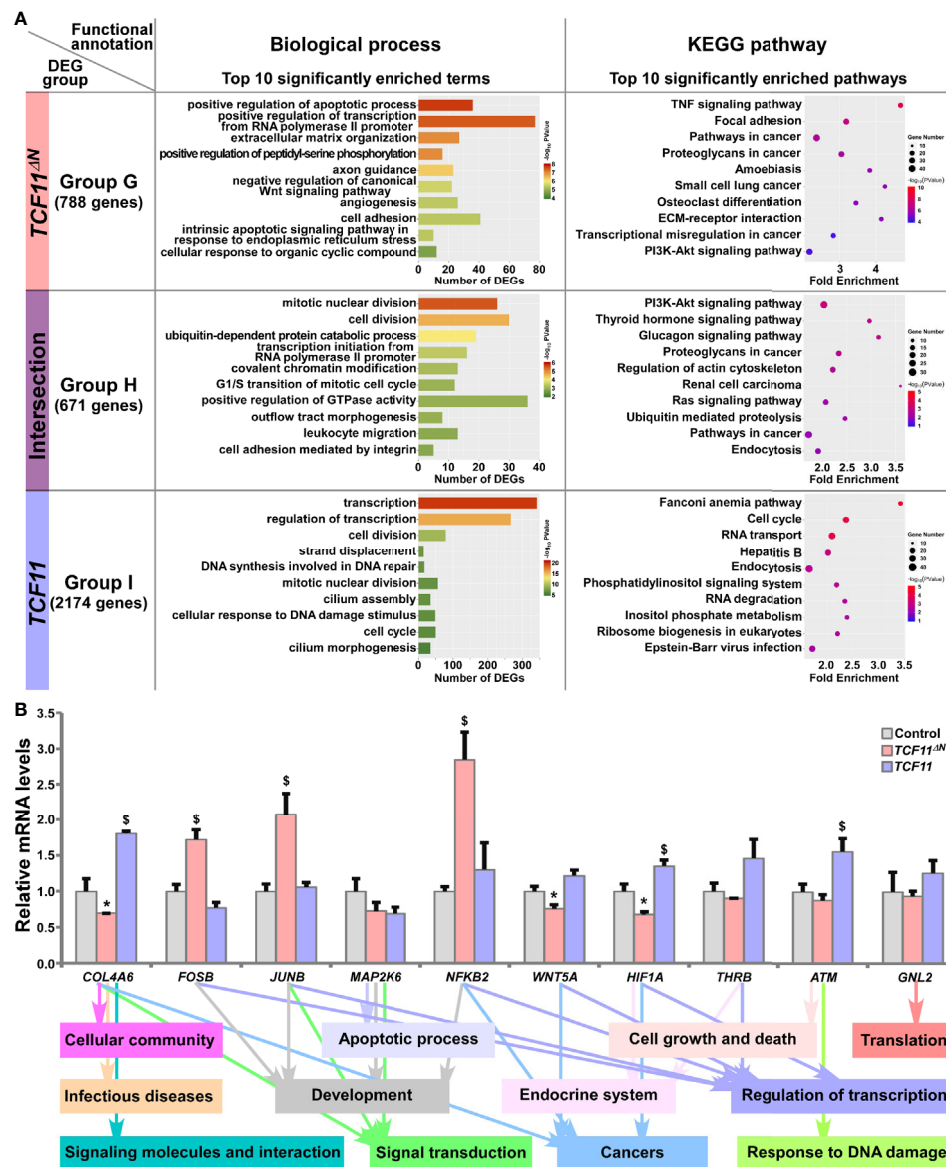 A
Functional
annotation
DEG
group
Biological process
Top 10 significantly enriched terms
KEGG pathway
Top 10 significantly enriched pathways
TCF11ΔN
Group G
(788 genes)
positive regulation of apoptotic process
positive regulation of transcription
from RNA polymerase II promoter
extracellular matrix organization
positive regulation of peptidyl-serine phosphorylation
axon guidance
negative regulation of canonical
Wnt signaling pathway
angiogenesis
cell adhesion
intrinsic apoptotic signaling pathway in
response to endoplasmic reticulum stress
cellular response to organic cyclic compound
0 20 40 60 80
Number of DEGs
-log10 PValue
8
7
6
5
4
TNF signaling pathway
Focal adhesion
Pathways in cancer
Proteoglycans in cancer
Amoebiasis
Small cell lung cancer
Osteoclast differentiation
ECM-receptor interaction
Transcriptional misregulation in cancer
PI3K-Akt signaling pathway
3 4
Fold Enrichment
Gene Number
10
20
30
40
-log10(PValue)
10
8
6
4
Intersection
Group H
(671 genes)
mitotic nuclear division
cell division
ubiquitin-dependent protein catabolic process
transcription initiation from
RNA polymerase II promoter
covalent chromatin modification
G1/S transition of mitotic cell cycle
positive regulation of GTPase activity
outflow tract morphogenesis
leukocyte migration
cell adhesion mediated by integrin
0 10 20 30 40
Number of DEGs
-log10 PValue
6
5
4
3
2
PI3K-Akt signaling pathway
Thyroid hormone signaling pathway
Glucagon signaling pathway
Proteoglycans in cancer
Regulation of actin cytoskeleton
Renal cell carcinoma
Ras signaling pathway
Ubiquitin mediated proteolysis
Pathways in cancer
Endocytosis
2.0 2.5 3.0 3.5
Fold Enrichment
Gene Number
10
15
20
25
30
-log10(PValue)
5
4
3
2
1
TCF11
Group I
(2174 genes)
transcription
regulation of transcription
cell division
strand displacement
DNA synthesis involved in DNA repair
mitotic nuclear division
cilium assembly
cellular response to DNA damage stimulus
cell cycle
cilium morphogenesis
0 100 200 300
Number of DEGs
-log10 PValue
20
15
10
5
Fanconi anemia pathway
Cell cycle
RNA transport
Hepatitis B
Endocytosis
Phosphatidylinositol signaling system
RNA degradation
Inositol phosphate metabolism
Ribosome biogenesis in eukaryotes
Epstein-Barr virus infection
2.0 2.5 3.0 3.5
Fold Enrichment
Gene Number
10
20
30
40
-log10(PValue)
5
4
3
2
1
B
Relative mRNA levels
3.5
3.0
2.5
2.0
1.5
1.0
0.5
0.0
Control
TCF11ΔN
TCF11
* $ $ $ $ * * $ $
COL4A6 FOSB JUNB MAP2K6 NFKB2 WNT5A HIF1A THRB ATM GNL2
Cellular community Apoptotic process Cell growth and death Translation
Infectious diseases Development Endocrine system Regulation of transcription
Signaling molecules and interaction Signal transduction Cancers Response to DNA damage